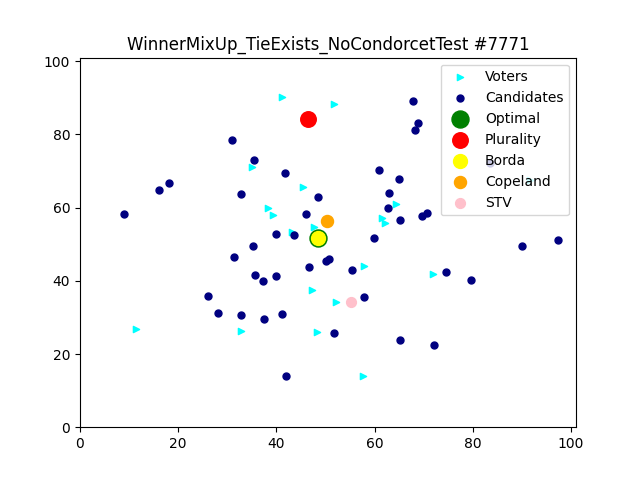 WinnerMixUp_TieExists_NoCondorcetTest #7771
100
80
60
40
20
0
0
20
40
60
80
100
Voters
Candidates
Optimal
Plurality
Borda
Copeland
STV